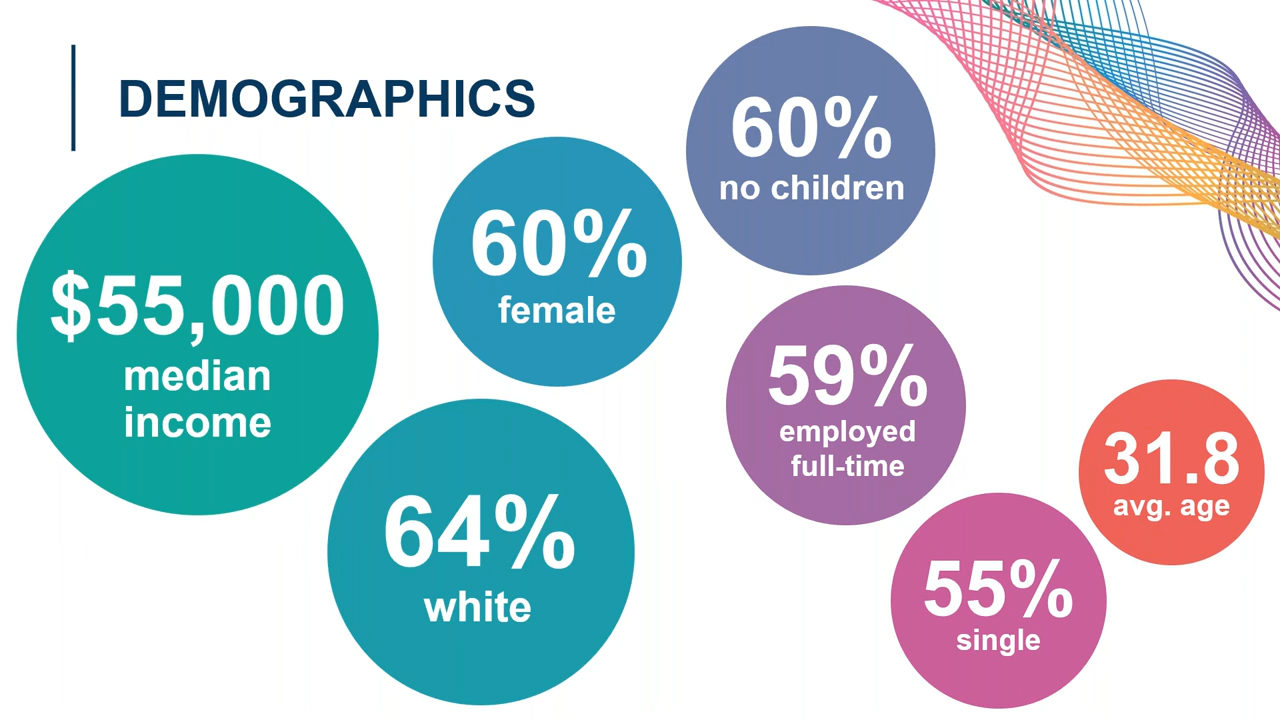 DEMOGRAPHICS
$55,000
median
income
60%
female
64%
white
60%
no children
59%
employed
full-time
55%
single
31.8
avg. age